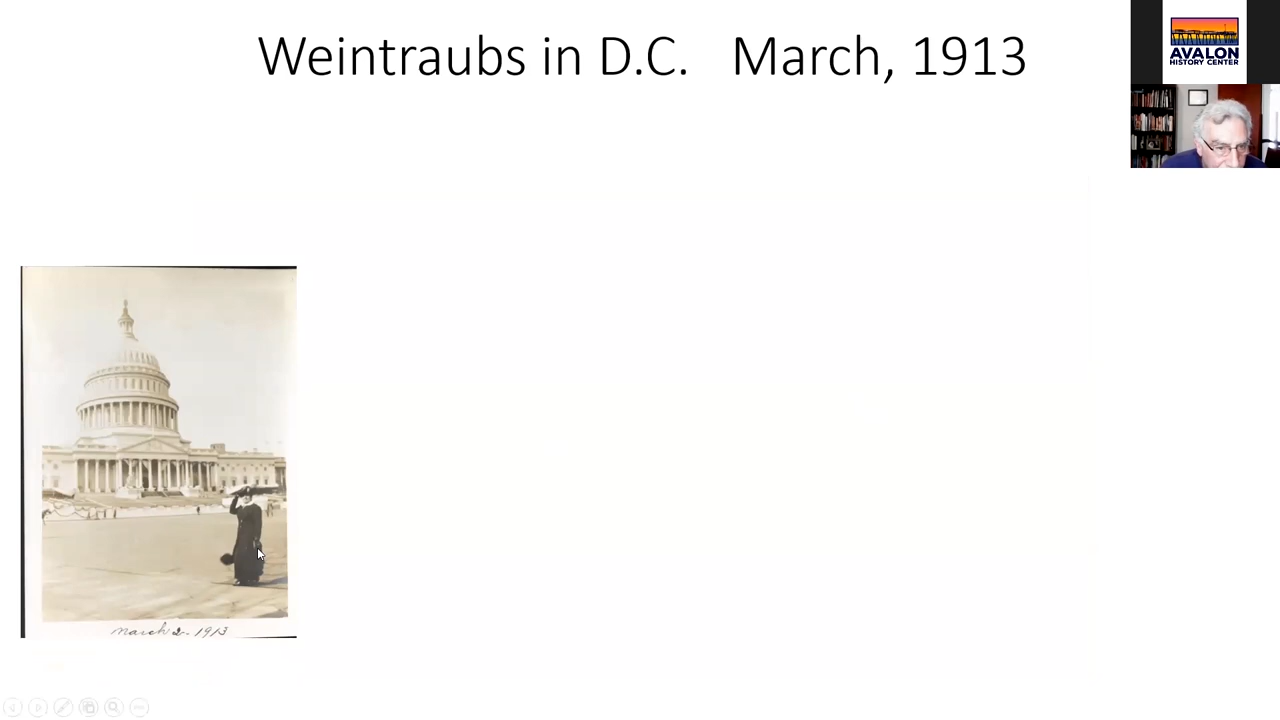 Weintraubs in D.C. March, 1913
AVALON
HISTORY CENTER
March 2. 1913